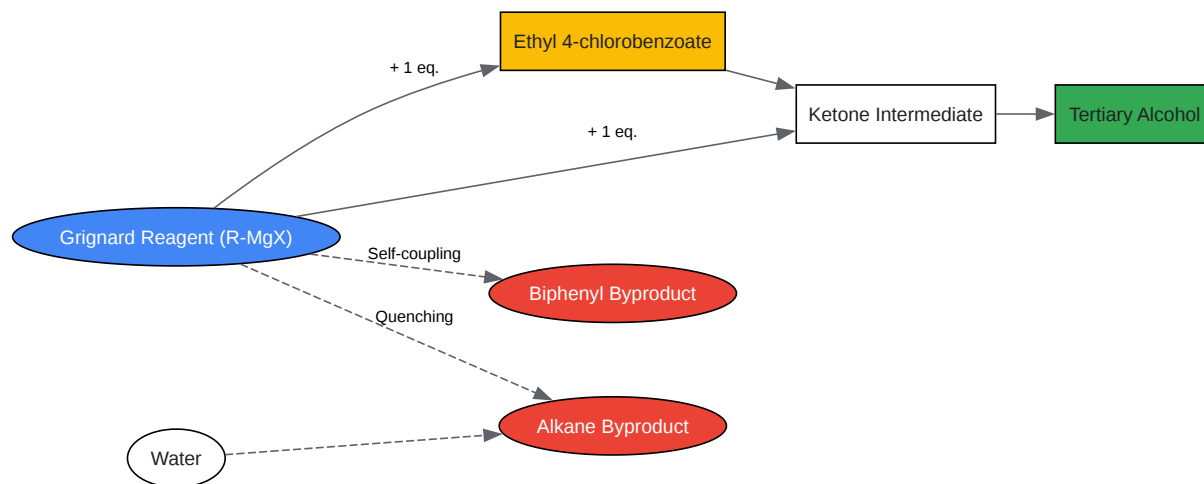 Ethyl 4-chlorobenzoate
+ 1 eq.
Ketone Intermediate
Tertiary Alcohol
+ 1 eq.
Grignard Reagent (R-MgX)
Self-coupling
Biphenyl Byproduct
Quenching
Alkane Byproduct
Water